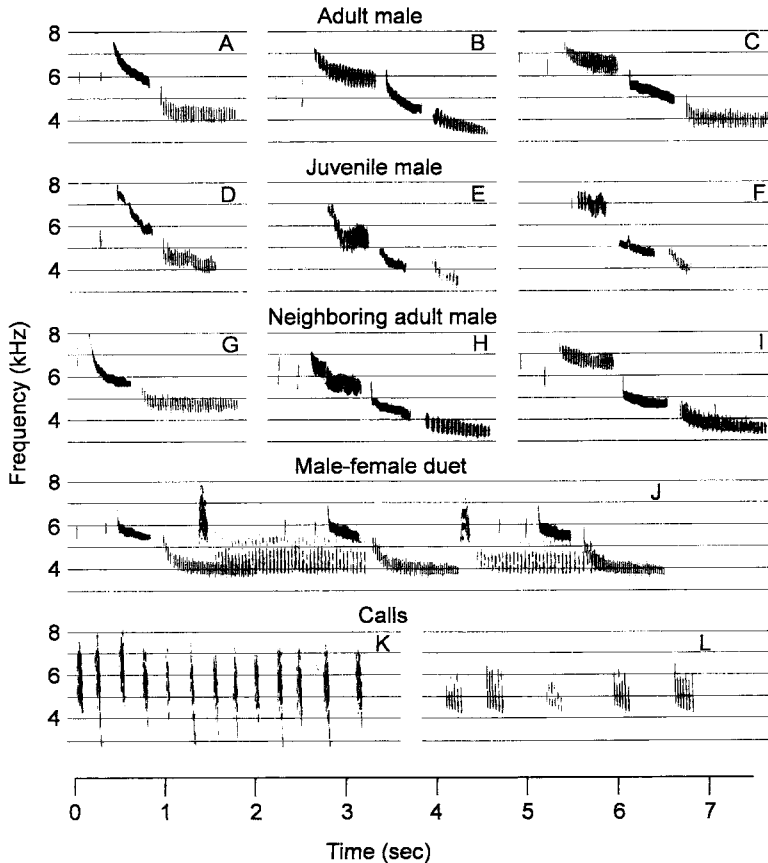 Adult male
8
6
4
A
B
C
Juvenile male
8
6
4
D
E
F
Neighboring adult male
8
6
4
G
H
I
Male-female duet
8
6
4
J
Calls
8
6
4
K
L
Frequency (kHz)
0 1 2 3 4 5 6 7
Time (sec)